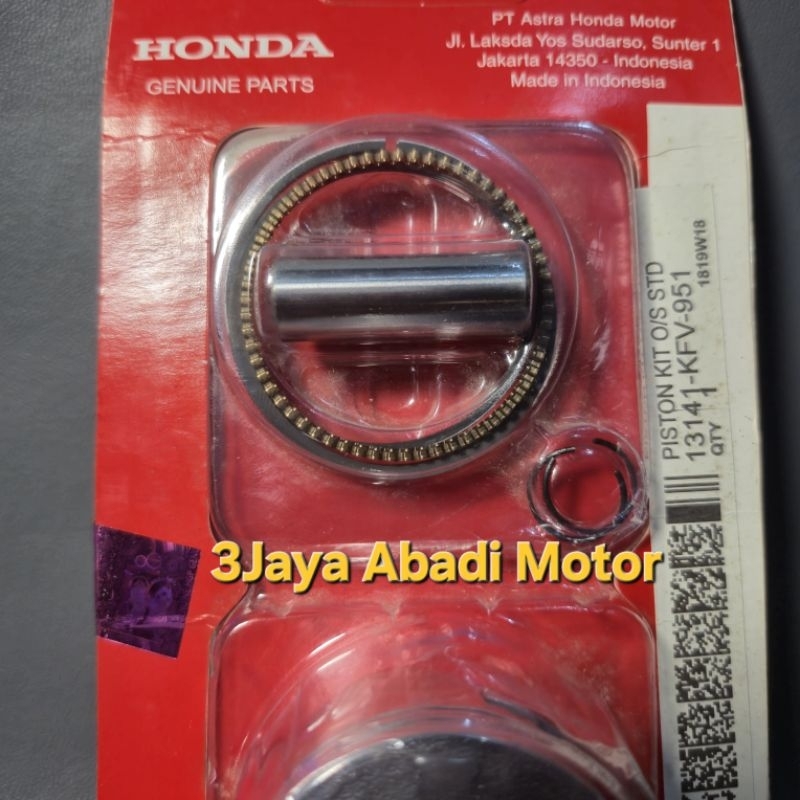 HONDA
GENUINE PARTS
PT Astra Honda Motor
Jl. Laksda Yos Sudarso, Sunter 1
Jakarta 14350 - Indonesia
Made in Indonesia
PISTON KIT O/S STD
13141-KFV-951
QTY 1
1819W18
3Jaya Abadi Motor